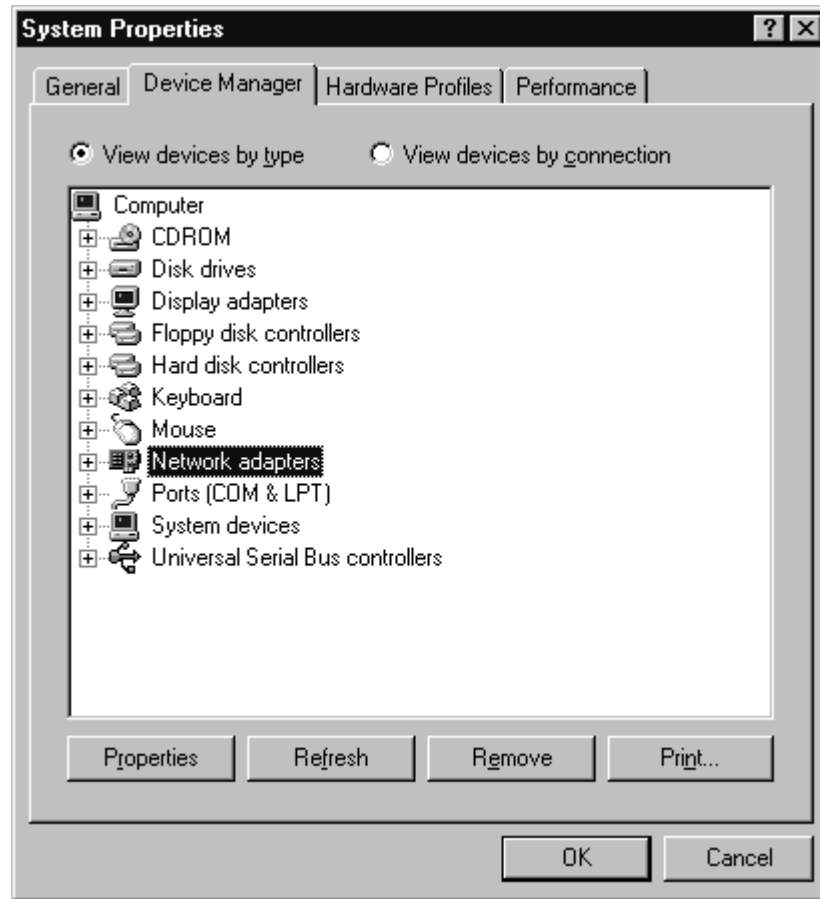 System Properties
General Device Manager Hardware Profiles Performance
View devices by type View devices by connection
Computer
CDROM
Disk drives
Display adapters
Floppy disk controllers
Hard disk controllers
Keyboard
Mouse
Network adapters
Ports (COM & LPT)
System devices
Universal Serial Bus controllers
Properties Refresh Remove Print...
OK Cancel